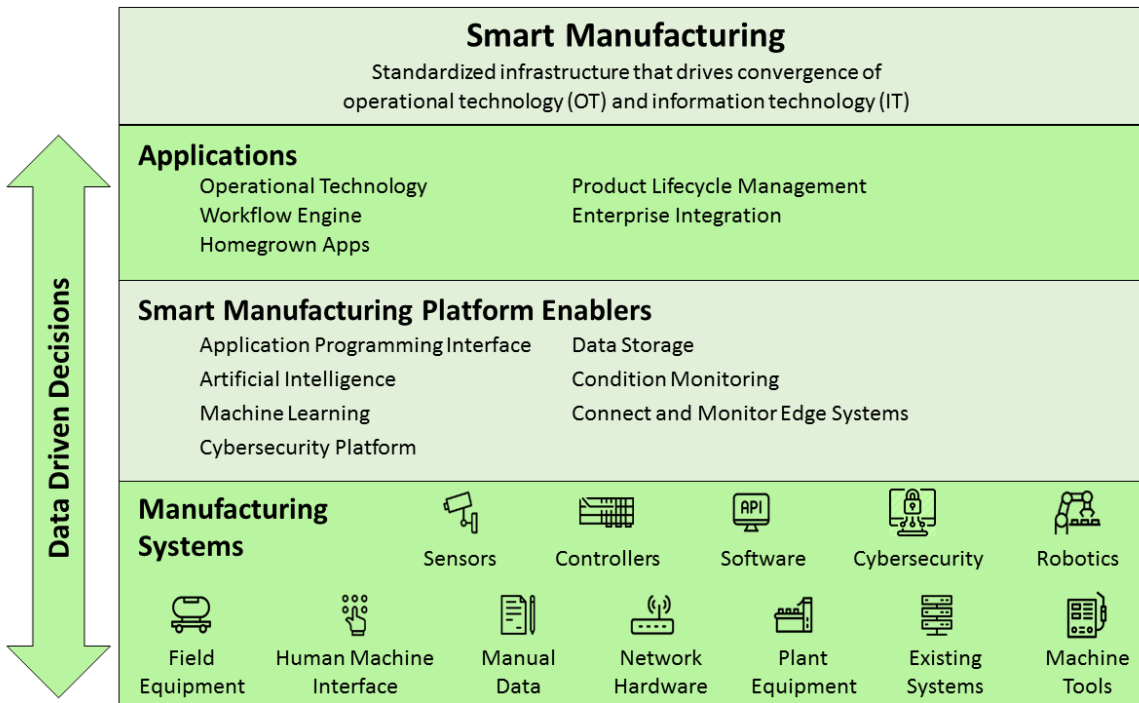 Smart Manufacturing
Standardized infrastructure that drives convergence of
operational technology (OT) and information technology (IT)
Data Driven Decisions
Applications
Operational Technology
Workflow Engine
Homegrown Apps
Product Lifecycle Management
Enterprise Integration
Smart Manufacturing Platform Enablers
Application Programming Interface
Artificial Intelligence
Machine Learning
Cybersecurity Platform
Data Storage
Condition Monitoring
Connect and Monitor Edge Systems
Manufacturing
Systems
Sensors
Controllers
API
Software
Cybersecurity
Robotics
Field
Equipment
Human Machine
Interface
Manual
Data
Network
Hardware
Plant
Equipment
Existing
Systems
Machine
Tools